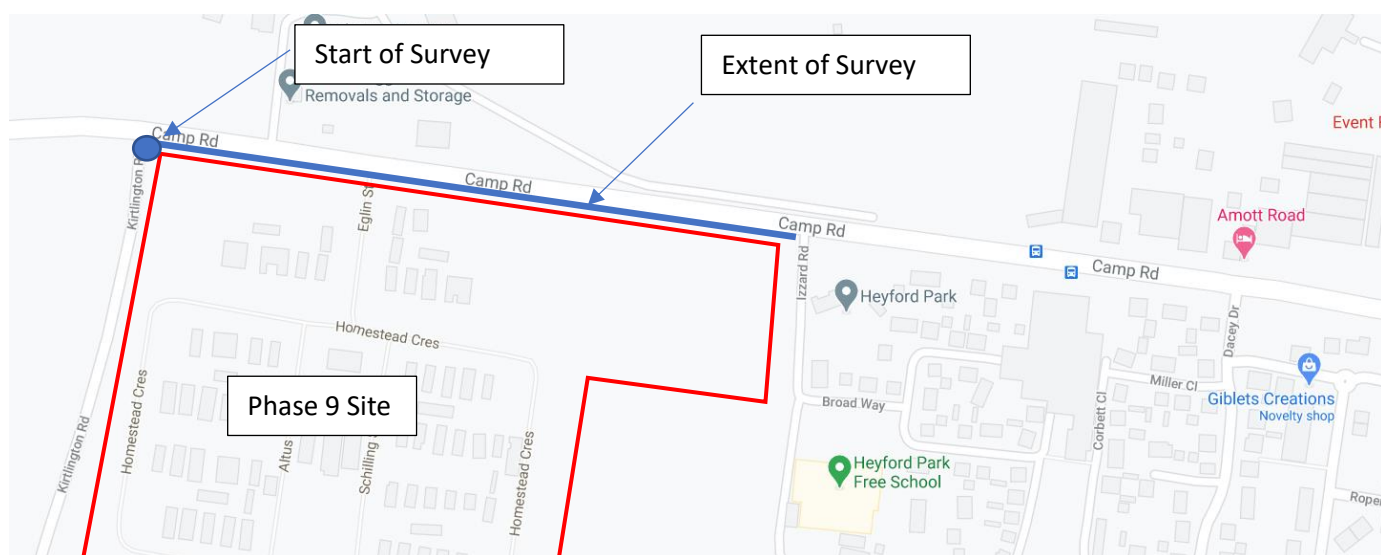 Start of Survey
Extent of Survey
Removals and Storage
Event
Camp Rd
Kirtlington
Camp Rd
Eglin St
Camp Rd
Amott Road
Camp Rd
Izzard Rd
Heyford Park
Homestead Cres
Dacey Dr
Miller Cl
Giblets Creations
Novelty shop
Phase 9 Site
Broad Way
Corbett Cl
Homestead Cres
Altus
Schilling
Homestead Cres
Kirtlington Rd
Heyford Park
Free School
Roper